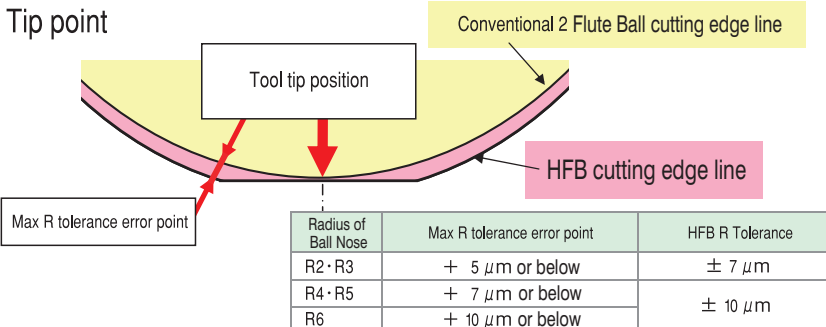 Tip point
Conventional 2 Flute Ball cutting edge line
Tool tip position
HFB cutting edge line
Max R tolerance error point
Radius of
Ball Nose
Max R tolerance error point
HFB R Tolerance
R2・R3
+ 5 μm or below
± 7 μm
R4・R5
+ 7 μm or below
± 10 μm
R6
+ 10 μm or below